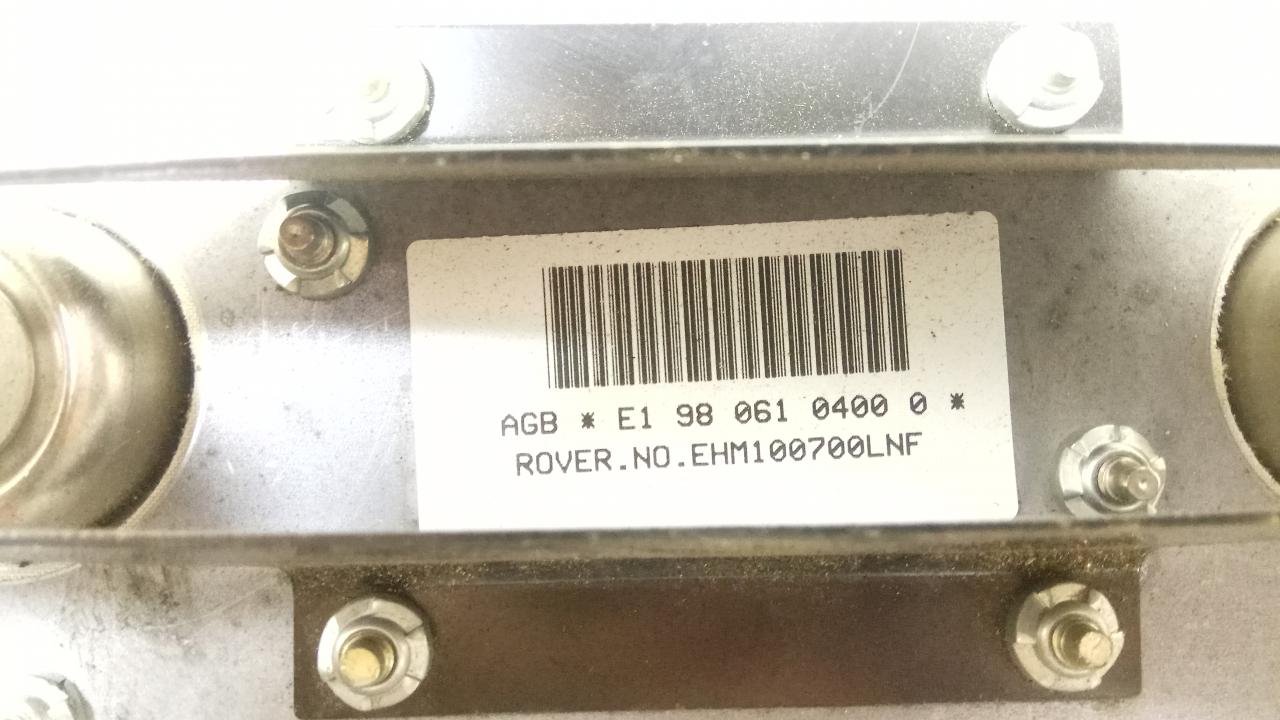 AGB * E1 98 061 0400 0 *
ROVER.NO.EHM100700LNF